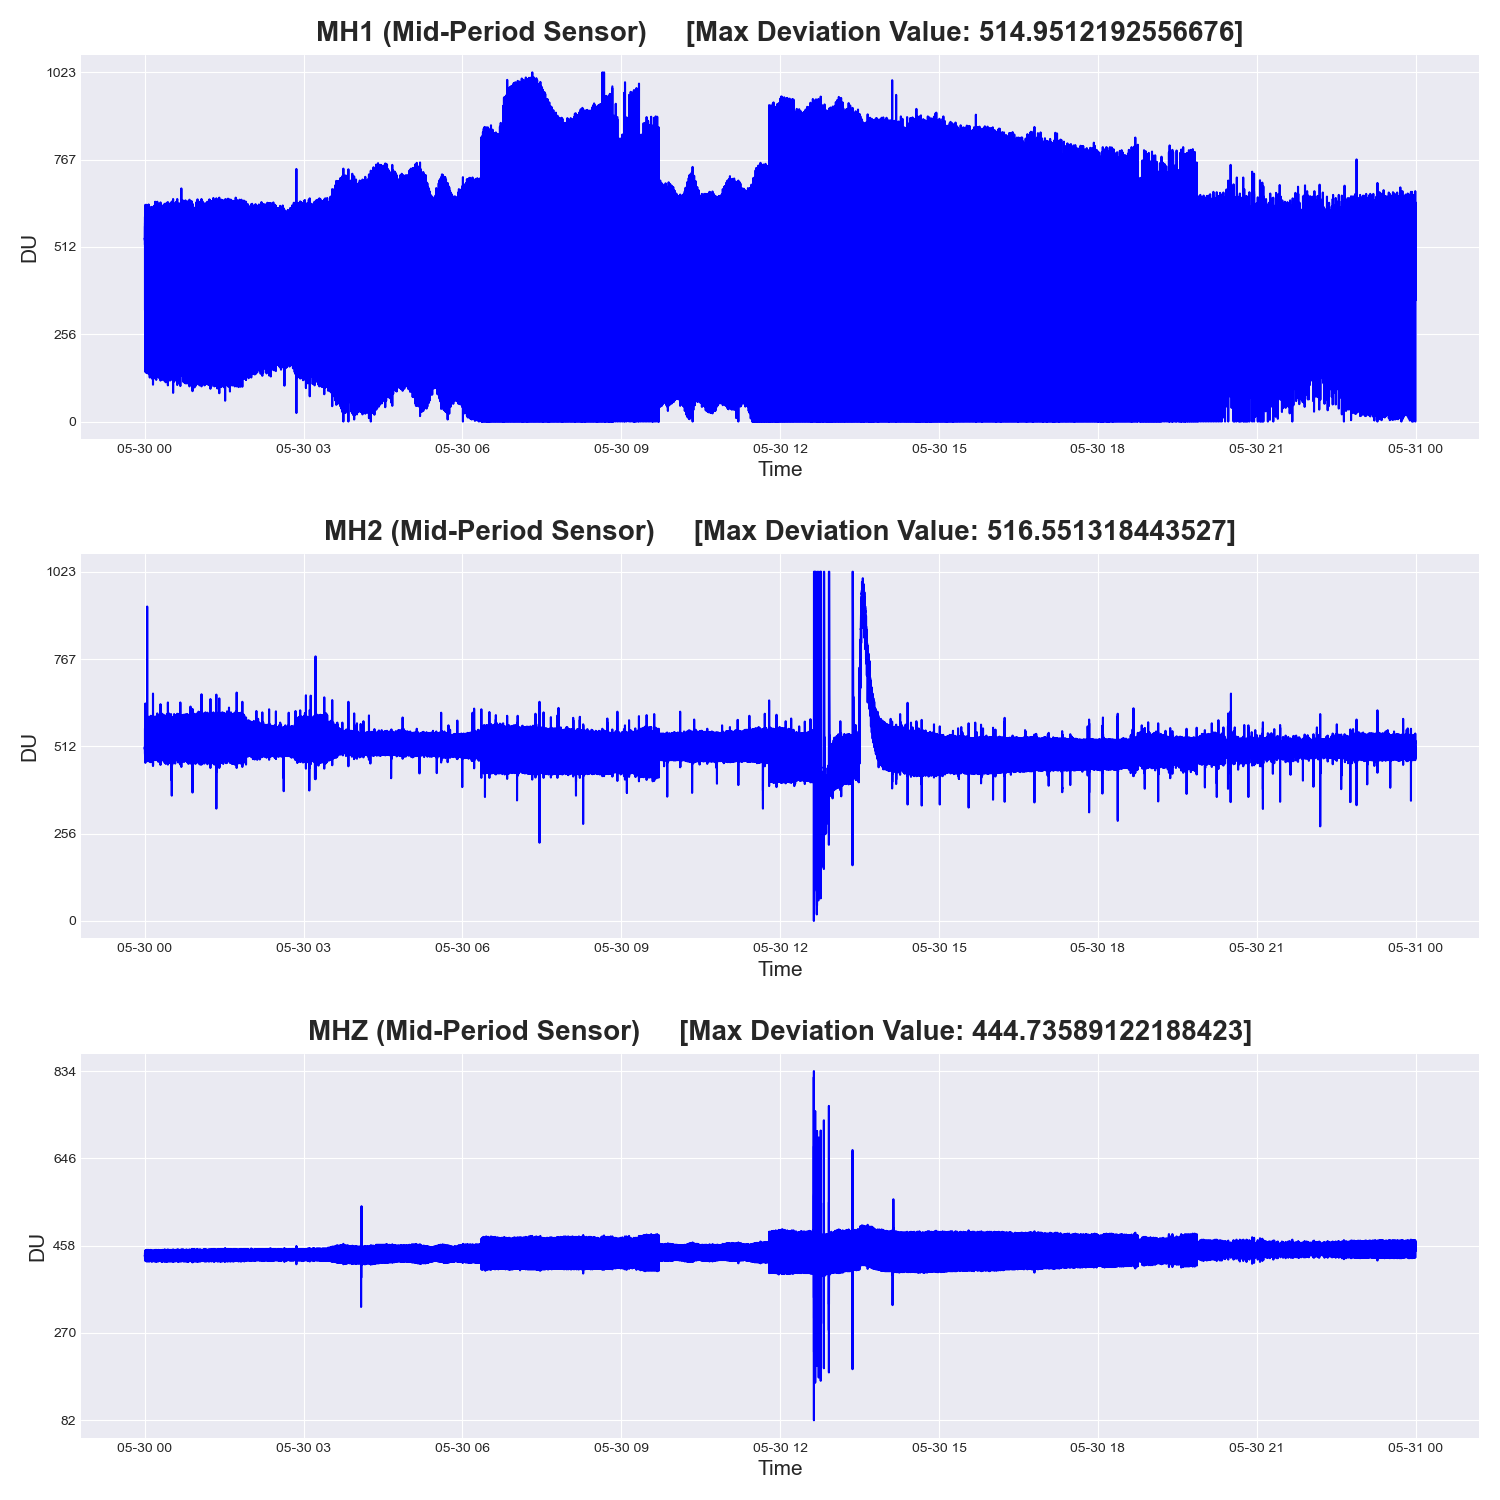 MH1 (Mid-Period Sensor) [Max Deviation Value: 514.9512192556676]
1023
767
512
256
0
DU
05-30 00 05-30 03 05-30 06 05-30 09 05-30 12 05-30 15 05-30 18 05-30 21 05-31 00
Time
MH2 (Mid-Period Sensor) [Max Deviation Value: 516.551318443527]
1023
767
512
256
0
DU
05-30 00 05-30 03 05-30 06 05-30 09 05-30 12 05-30 15 05-30 18 05-30 21 05-31 00
Time
MHZ (Mid-Period Sensor) [Max Deviation Value: 444.73589122188423]
834
646
458
270
82
DU
05-30 00 05-30 03 05-30 06 05-30 09 05-30 12 05-30 15 05-30 18 05-30 21 05-31 00
Time